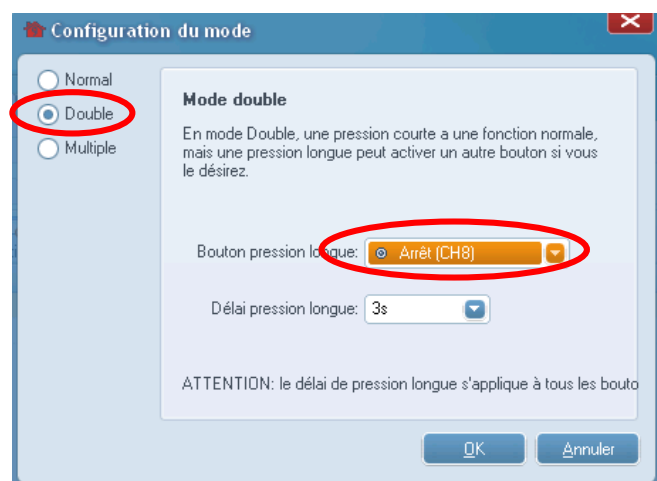 Configuration du mode
Normal
Double
Multiple
Mode double
En mode Double, une pression courte a une fonction normale,
mais une pression longue peut activer un autre bouton si vous
le désirez.
Bouton pression longue: Arrêt (CH8)
Délai pression longue: 3s
ATTENTION: le délai de pression longue s'applique à tous les bouto
OK
Annuler